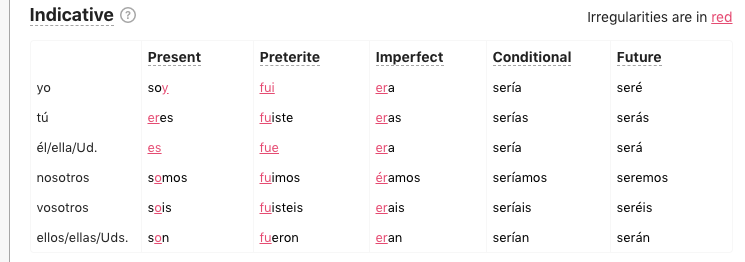 Indicative ? Irregularities are in red
Present Preterite Imperfect Conditional Future
yo soy fui era sería seré
tú eres fuiste eras serías serás
él/ella/Ud. es fue era sería será
nosotros somos fuimos éramos seríamos seremos
vosotros sois fuisteis erais seríais seréis
ellos/ellas/Uds. son fueron eran serían serán